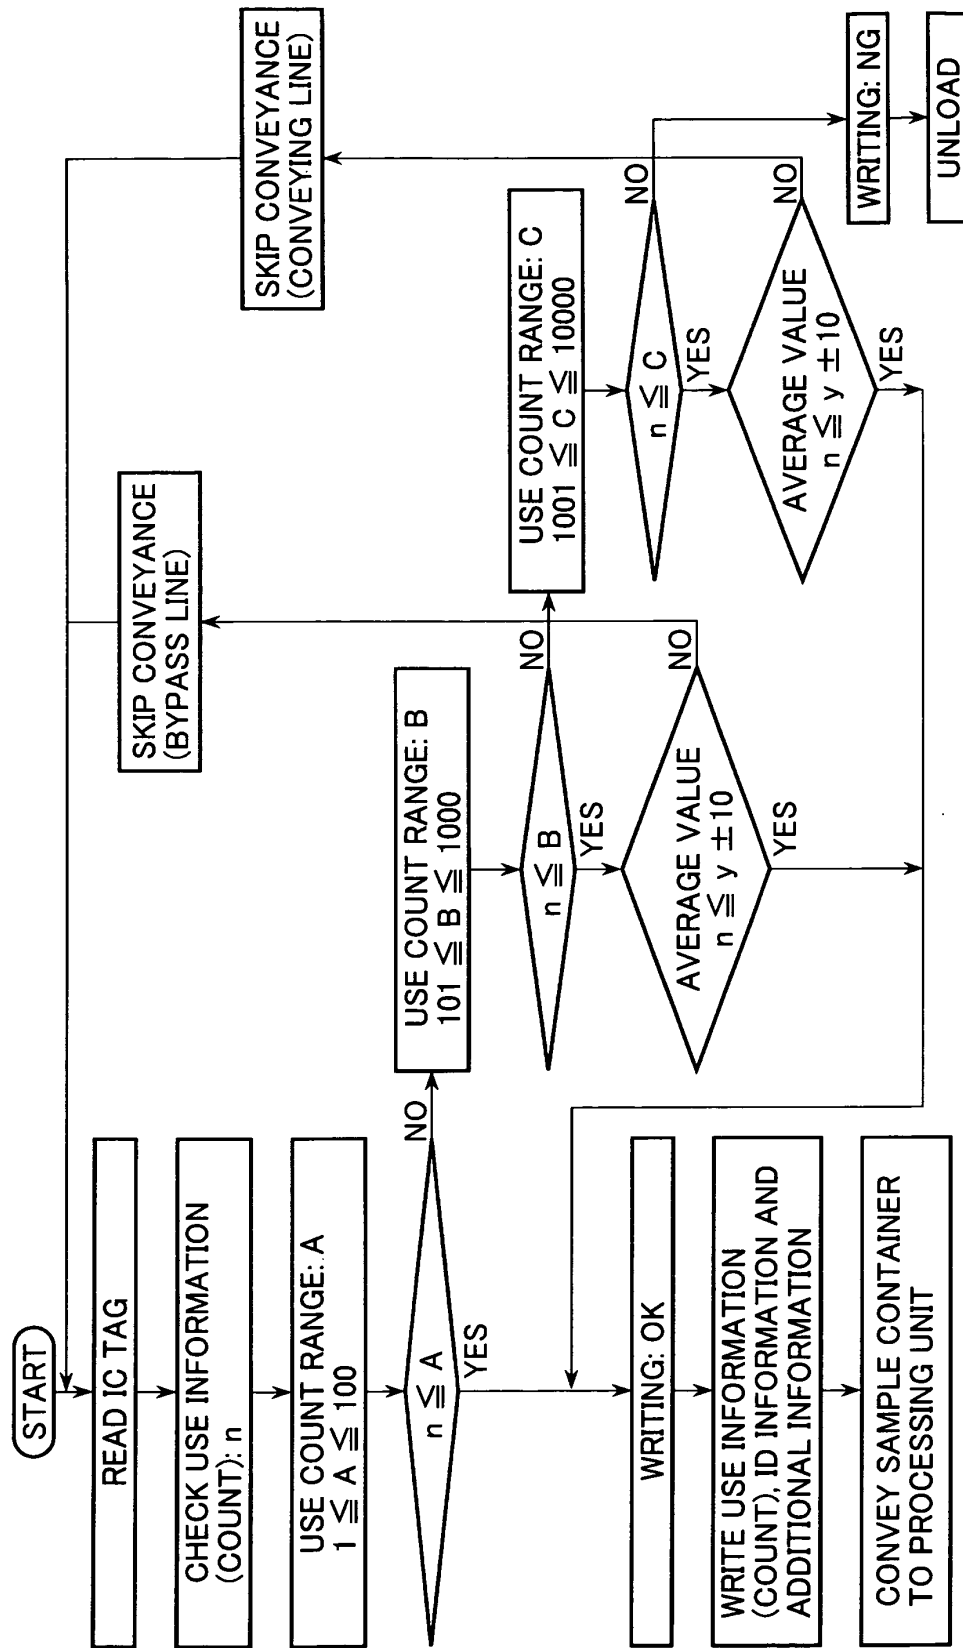 START
READ IC TAG
CHECK USE INFORMATION
(COUNT): n
USE COUNT RANGE: A
1 ≦ A ≦ 100
n ≦ A
NO
YES
WRITING: OK
WRITE USE INFORMATION
(COUNT), ID INFORMATION AND
ADDITIONAL INFORMATION
CONVEY SAMPLE CONTAINER
TO PROCESSING UNIT
SKIP CONVEYANCE
(BYPASS LINE)
USE COUNT RANGE: B
101 ≦ B ≦ 1000
n ≦ B
NO
YES
AVERAGE VALUE
n ≦ y ±10
NO
YES
SKIP CONVEYANCE
(CONVEYING LINE)
USE COUNT RANGE: C
1001 ≦ C ≦ 10000
n ≦ C
NO
YES
AVERAGE VALUE
n ≦ y ±10
NO
YES
WRITING: NG
UNLOAD